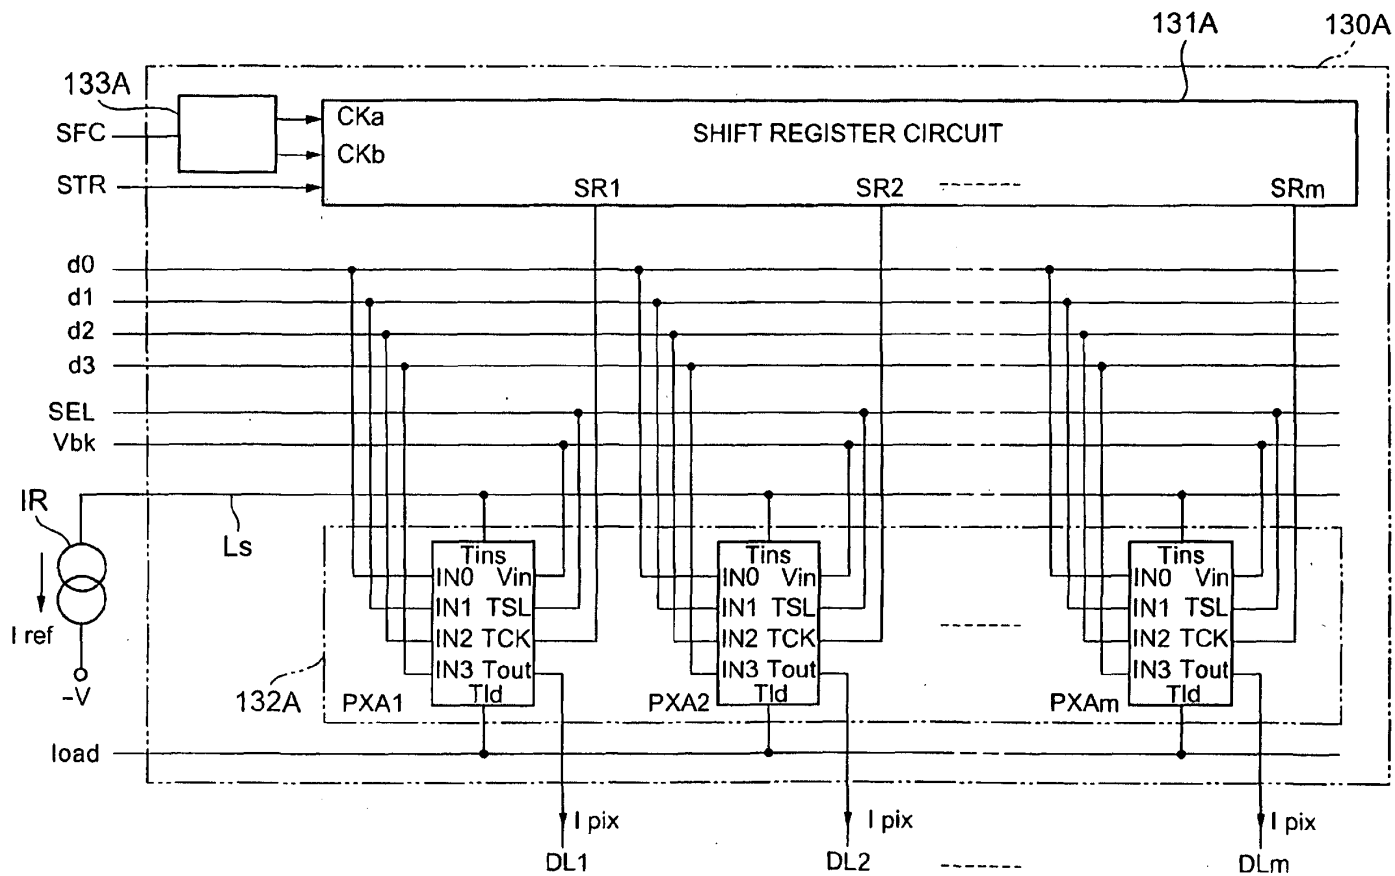 131A
130A
133A
SFC
CKa
CKb
SHIFT REGISTER CIRCUIT
STR
SR1
SR2
SRm
d0
d1
d2
d3
SEL
Vbk
IR
Ls
I ref
-V
Tins
IN0 Vin
IN1 TSL
IN2 TCK
IN3 Tout
Tld
Tins
IN0 Vin
IN1 TSL
IN2 TCK
IN3 Tout
Tld
Tins
IN0 Vin
IN1 TSL
IN2 TCK
IN3 Tout
Tld
132A
PXA1
PXA2
PXAm
load
I pix
I pix
I pix
DL1
DL2
DLm